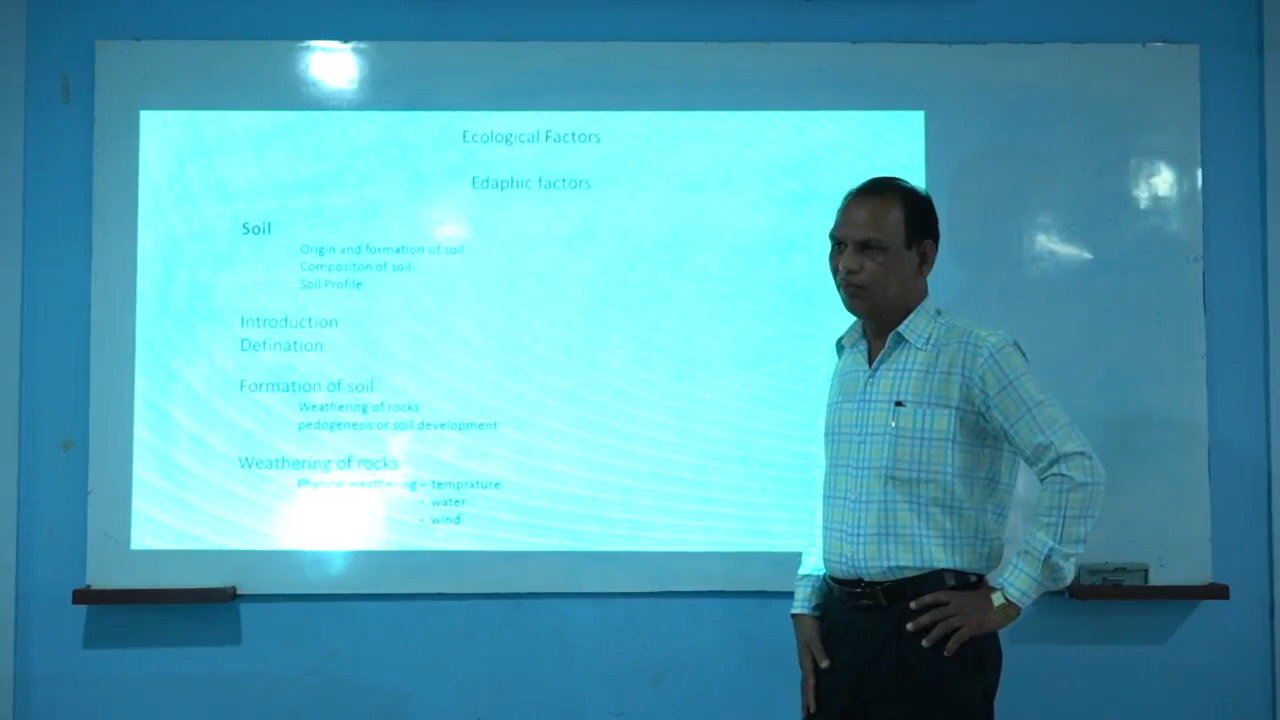 Ecological Factors
Edaphic factors
Soil
Origin and formation of soil
Compositon of soil
Soil Profile
Introduction
Defination
Formation of soil
Weathering of rocks
pedogenesis or soil development
Weathering of rocks
Physical weathering - temprature
- water
- wind